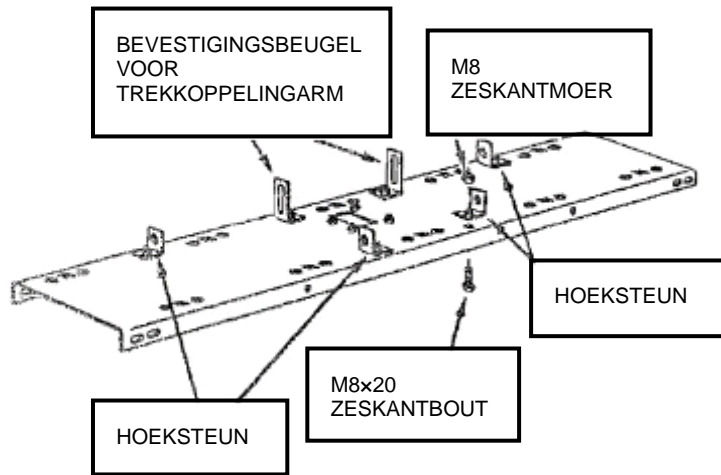 BEVESTIGINGSBEUGEL
VOOR
TREKKOPPELINGARM
M8
ZESKANTMOER
HOEKSTEUN
M8×20
ZESKANTBOUT
HOEKSTEUN